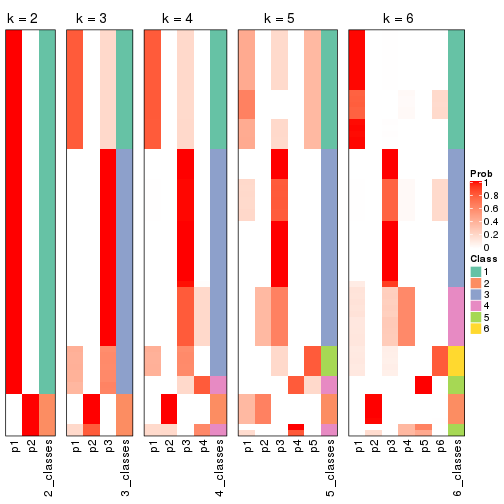 k = 2
k = 3
k = 4
k = 5
k = 6
p1
p2
2_classes
p1
p2
p3
3_classes
p1
p2
p3
p4
4_classes
p1
p2
p3
p4
p5
5_classes
p1
p2
p3
p4
p5
p6
6_classes
Prob
1
0.8
0.6
0.4
0.2
0
Class
1
2
3
4
5
6